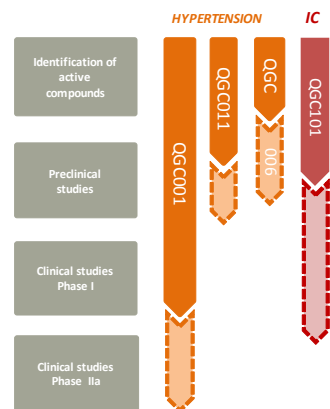 HYPERTENSION
IC
Identification of
active
compounds
Preclinical
studies
Clinical studies
Phase I
Clinical studies
Phase IIa
QGC001
QGC011
QGC
006
QGC101